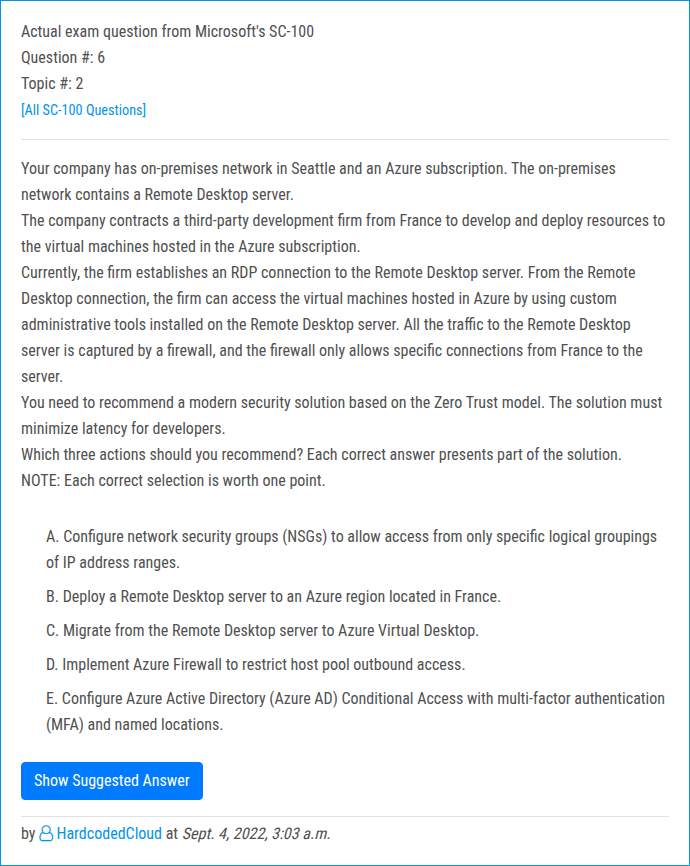 Actual exam question from Microsoft's SC-100
Question #: 6
Topic #: 2
[All SC-100 Questions]
Your company has on-premises network in Seattle and an Azure subscription. The on-premises
network contains a Remote Desktop server.
The company contracts a third-party development firm from France to develop and deploy resources to
the virtual machines hosted in the Azure subscription.
Currently, the firm establishes an RDP connection to the Remote Desktop server. From the Remote
Desktop connection, the firm can access the virtual machines hosted in Azure by using custom
administrative tools installed on the Remote Desktop server. All the traffic to the Remote Desktop
server is captured by a firewall, and the firewall only allows specific connections from France to the
server.
You need to recommend a modern security solution based on the Zero Trust model. The solution must
minimize latency for developers.
Which three actions should you recommend? Each correct answer presents part of the solution.
NOTE: Each correct selection is worth one point.
A. Configure network security groups (NSGs) to allow access from only specific logical groupings
of IP address ranges.
B. Deploy a Remote Desktop server to an Azure region located in France.
C. Migrate from the Remote Desktop server to Azure Virtual Desktop.
D. Implement Azure Firewall to restrict host pool outbound access.
E. Configure Azure Active Directory (Azure AD) Conditional Access with multi-factor authentication
(MFA) and named locations.
Show Suggested Answer
by HardcodedCloud at Sept. 4, 2022, 3:03 a.m.